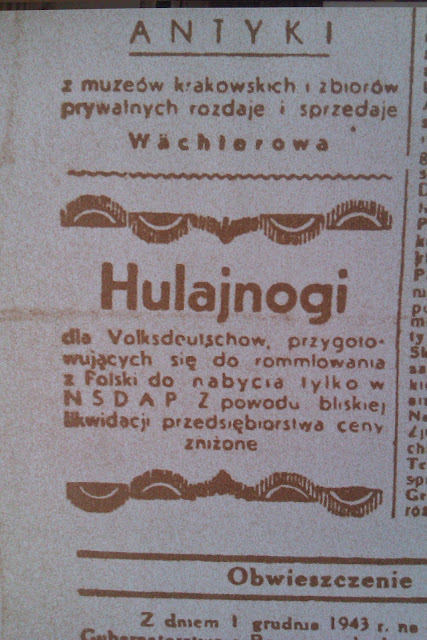 ANTYKI
z muzeów krakowskich i zbiorów
prywatnych rozdaje i sprzedaje
Wächterowa
Hulajnogi
dla Volksdeutschow, przygoto-
wujących się do rommlowania
z Polski do nabycia tylko w
NSDAP Z powodu bliskiej
likwidacji przedsiębiorstwa ceny
zniżone
Obwieszczenie
Z dniem 1 grudnia 1943 r. na